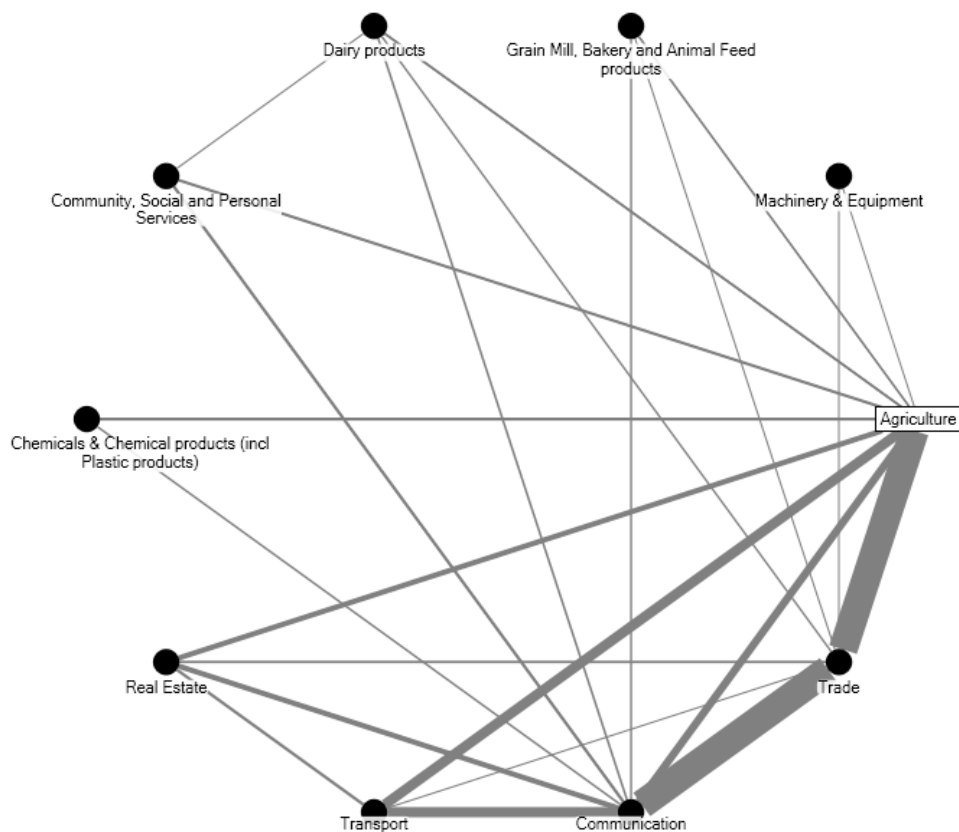 Dairy products
Grain Mill, Bakery and Animal Feed
products
Community, Social and Personal
Services
Machinery & Equipment
Chemicals & Chemical products (incl
Plastic products)
Agriculture
Real Estate
Trade
Transport
Communication